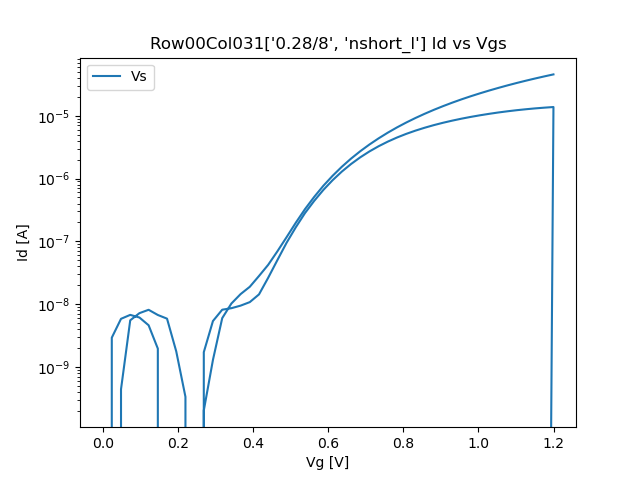 Row00Col031['0.28/8', 'nshort_l'] Id vs Vgs
Vs
10⁻⁵
10⁻⁶
10⁻⁷
10⁻⁸
10⁻⁹
Id [A]
0.0 0.2 0.4 0.6 0.8 1.0 1.2
Vg [V]